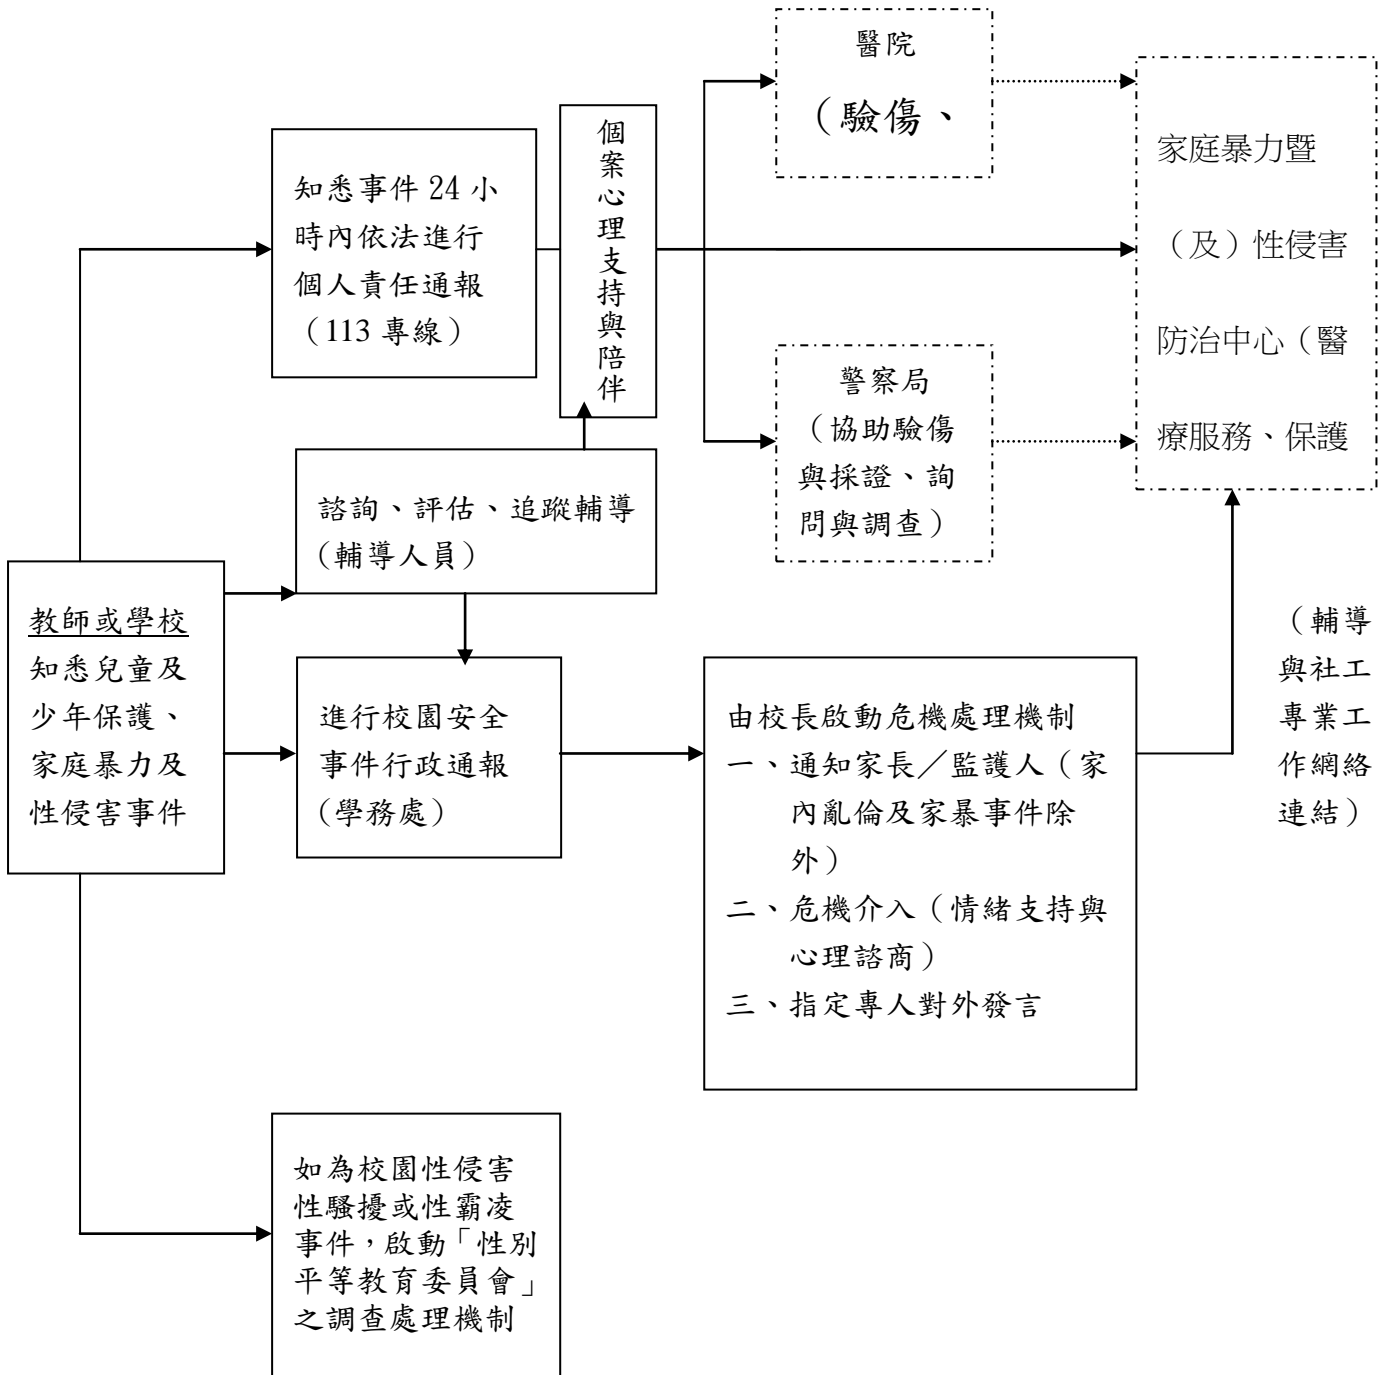 醫院
（驗傷、
家庭暴力暨
（及）性侵害
防治中心（醫
療服務、保護
個案心理支持與陪伴
知悉事件 24 小
時內依法進行
個人責任通報
（113 專線）
警察局
（協助驗傷
與採證、詢
問與調查）
諮詢、評估、追蹤輔導
(輔導人員）
教師或學校
知悉兒童及
少年保護、
家庭暴力及
性侵害事件
進行校園安全
事件行政通報
(學務處）
由校長啟動危機處理機制
一、通知家長／監護人（家
內亂倫及家暴事件除
外）
二、危機介入（情緒支持與
心理諮商）
三、指定專人對外發言
（輔導
與社工
專業工
作網絡
連結）
如為校園性侵害
性騷擾或性霸凌
事件，啟動「性別
平等教育委員會」
之調查處理機制